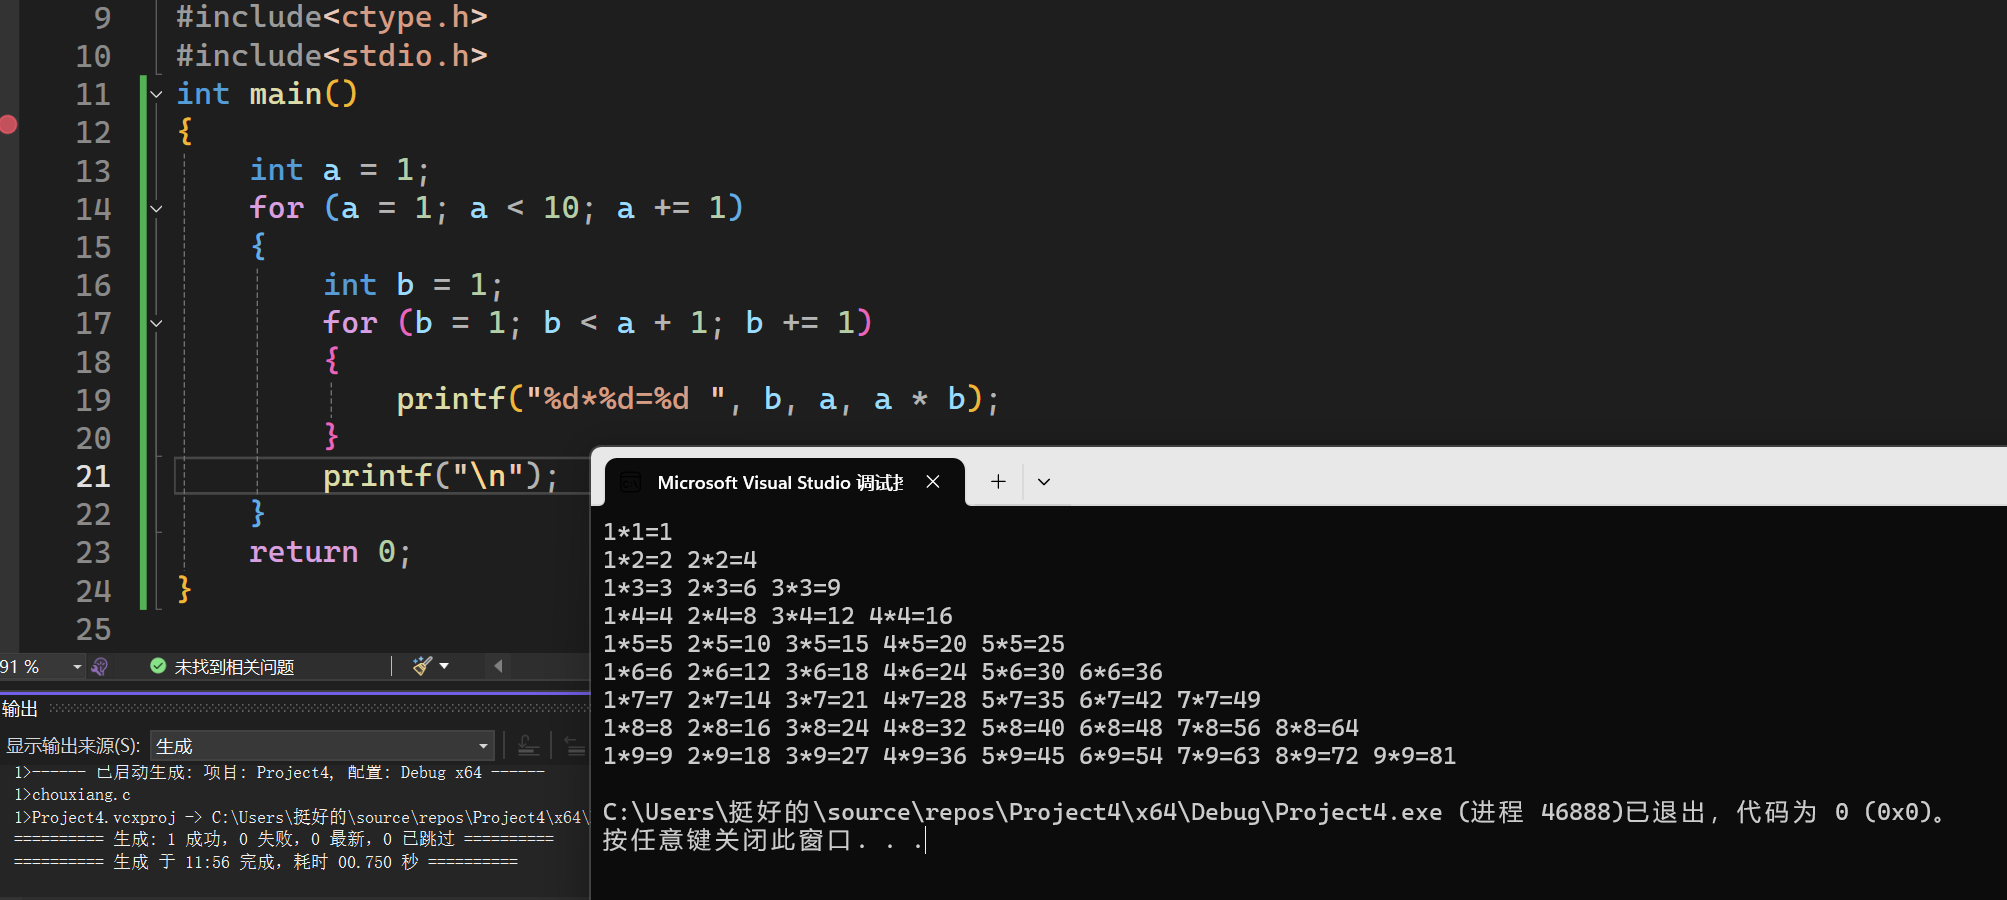 9 #include<ctype.h>
10 #include<stdio.h>
11 int main()
12 {
13 int a = 1;
14 for (a = 1; a < 10; a += 1)
15 {
16 int b = 1;
17 for (b = 1; b < a + 1; b += 1)
18 {
19 printf("%d*%d=%d ", b, a, a * b);
20 }
21 printf("\n");
22 }
23 return 0;
24 }
25
91 % 未找到相关问题
输出
显示输出来源(S): 生成
1>------ 已启动生成: 项目: Project4, 配置: Debug x64 ------
1>chouxiang.c
1>Project4.vcxproj -> C:\Users\挺好的\source\repos\Project4\x64\
========== 生成: 1 成功，0 失败，0 最新，0 已跳过 ==========
========== 生成 于 11:56 完成，耗时 00.750 秒 ==========
Microsoft Visual Studio 调试
1*1=1
1*2=2 2*2=4
1*3=3 2*3=6 3*3=9
1*4=4 2*4=8 3*4=12 4*4=16
1*5=5 2*5=10 3*5=15 4*5=20 5*5=25
1*6=6 2*6=12 3*6=18 4*6=24 5*6=30 6*6=36
1*7=7 2*7=14 3*7=21 4*7=28 5*7=35 6*7=42 7*7=49
1*8=8 2*8=16 3*8=24 4*8=32 5*8=40 6*8=48 7*8=56 8*8=64
1*9=9 2*9=18 3*9=27 4*9=36 5*9=45 6*9=54 7*9=63 8*9=72 9*9=81
C:\Users\挺好的\source\repos\Project4\x64\Debug\Project4.exe (进程 46888)已退出，代码为 0 (0x0)。
按任意键关闭此窗口. . .